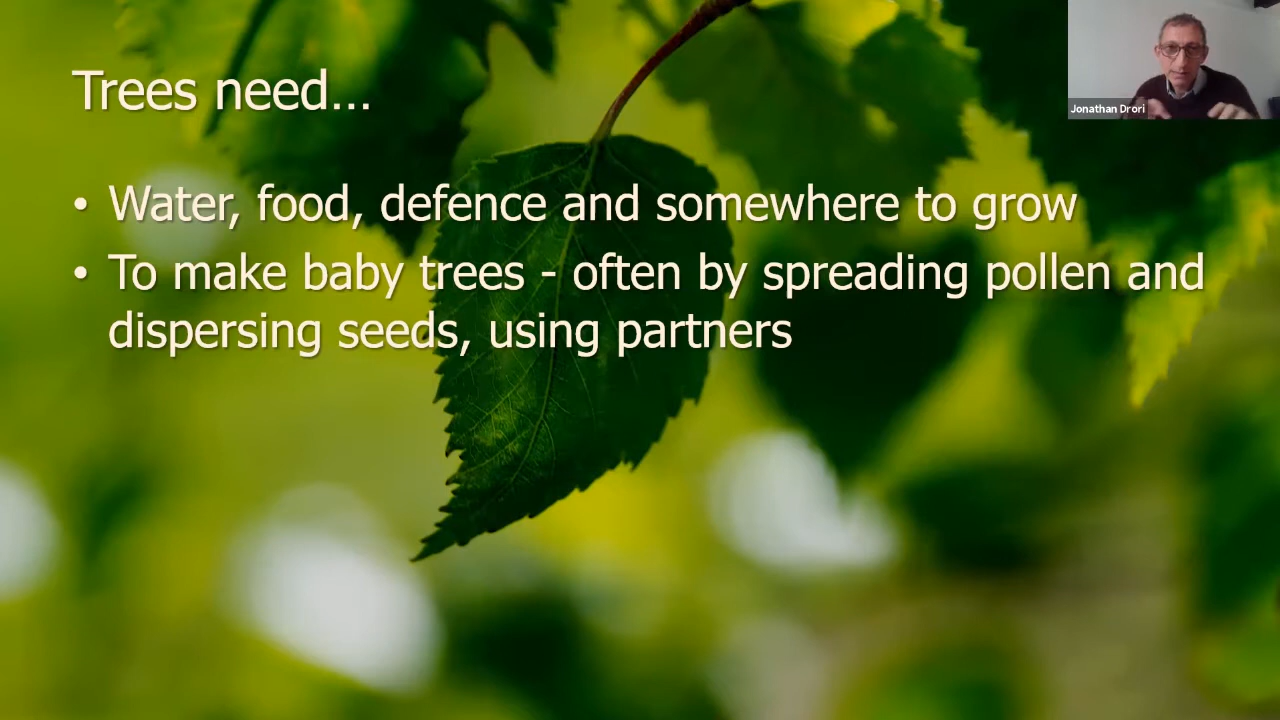 Trees need...
Jonathan Drori
• Water, food, defence and somewhere to grow
• To make baby trees - often by spreading pollen and
dispersing seeds, using partners